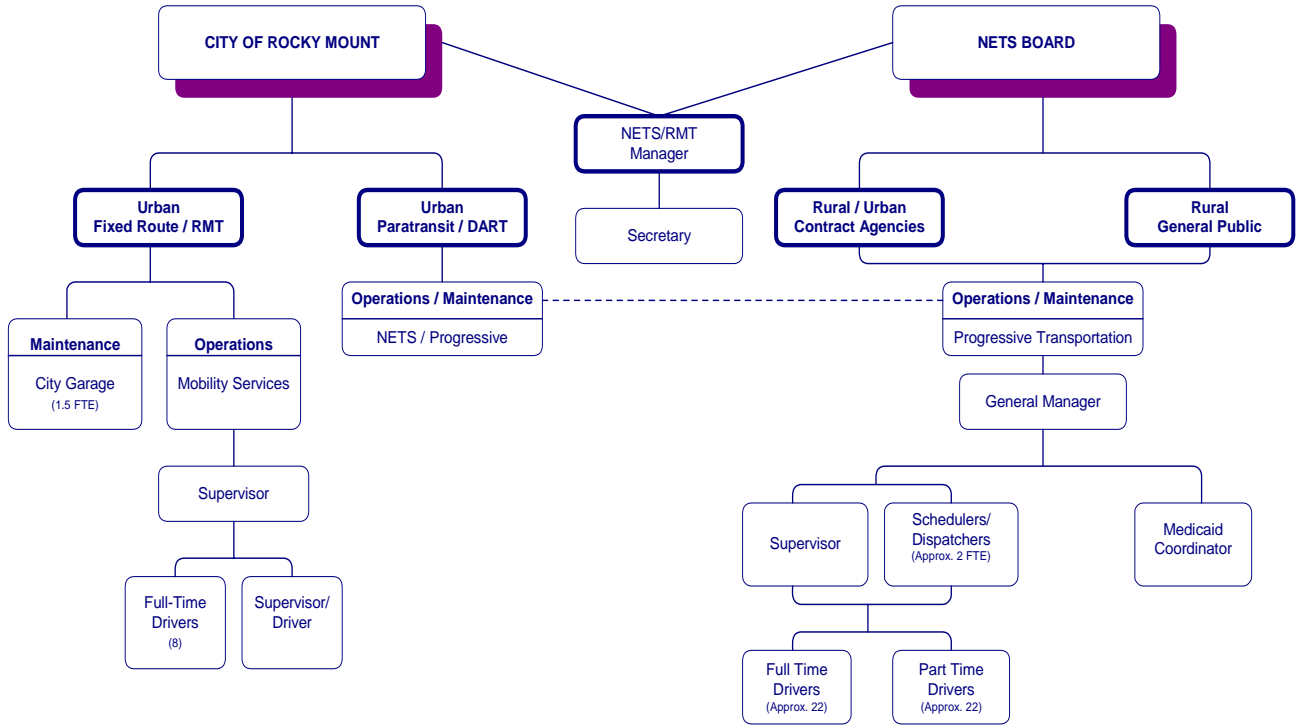 CITY OF ROCKY MOUNT
NETS BOARD
NETS/RMT
Manager
Secretary
Urban
Fixed Route / RMT
Urban
Paratransit / DART
Rural / Urban
Contract Agencies
Rural
General Public
Operations / Maintenance
NETS / Progressive
Operations / Maintenance
Progressive Transportation
Maintenance
City Garage
(1.5 FTE)
Operations
Mobility Services
General Manager
Supervisor
Supervisor
Schedulers/
Dispatchers
(Approx. 2 FTE)
Medicaid
Coordinator
Full-Time
Drivers
(8)
Supervisor/
Driver
Full Time
Drivers
(Approx. 22)
Part Time
Drivers
(Approx. 22)